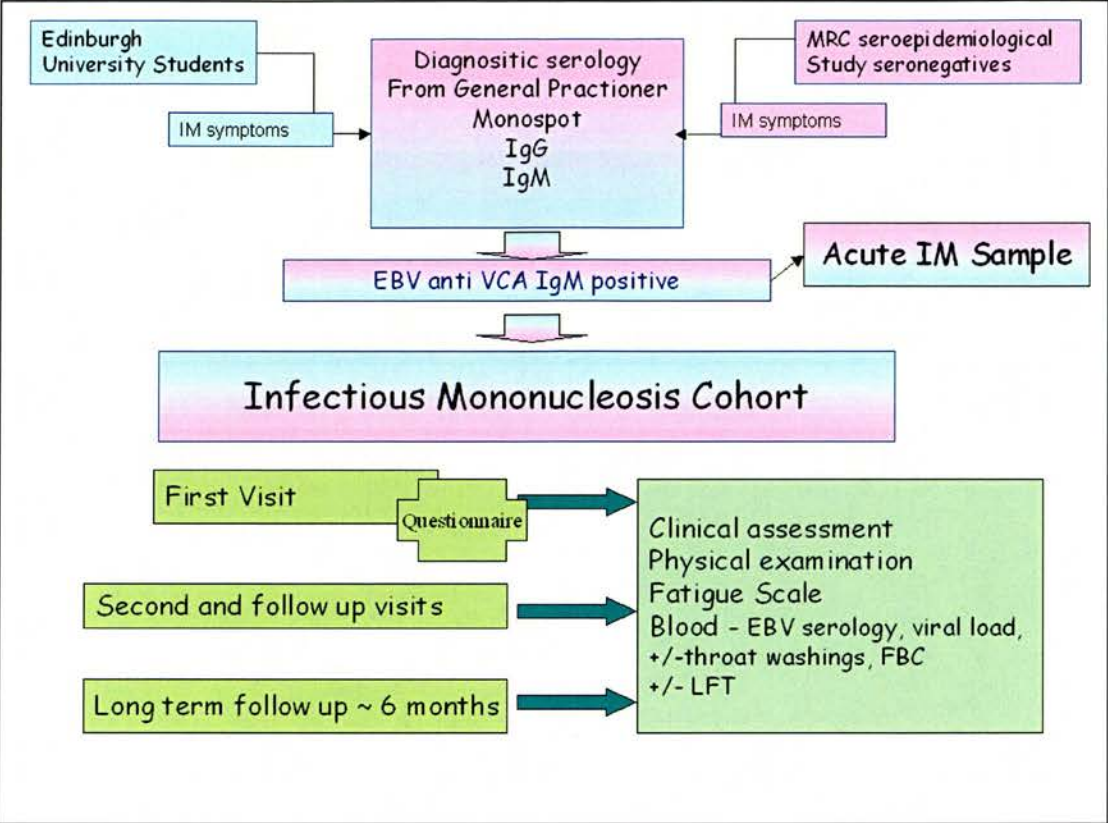 Edinburgh
University Students
IM symptoms
Diagnositic serology
From General Practioner
Monospot
IgG
IgM
MRC seroepidemiological
Study seronegatives
IM symptoms
EBV anti VCA IgM positive
Acute IM Sample
Infectious Mononucleosis Cohort
First Visit
Questionnaire
Second and follow up visits
Long term follow up ~ 6 months
Clinical assessment
Physical examination
Fatigue Scale
Blood - EBV serology, viral load,
+/-throat washings, FBC
+/- LFT